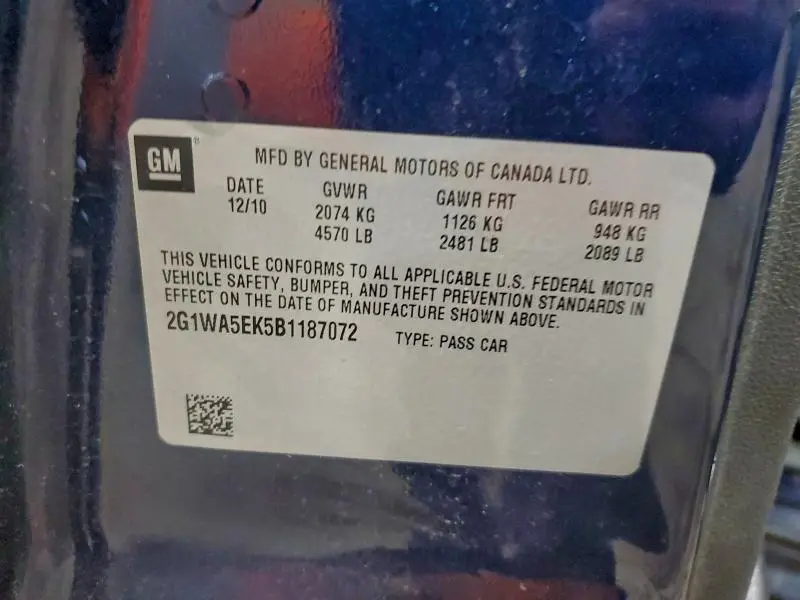 GM®
MFD BY GENERAL MOTORS OF CANADA LTD.
DATE GVWR GAWR FRT GAWR RR
12/10 2074 KG 1126 KG 948 KG
4570 LB 2481 LB 2089 LB
THIS VEHICLE CONFORMS TO ALL APPLICABLE U.S. FEDERAL MOTOR
VEHICLE SAFETY, BUMPER, AND THEFT PREVENTION STANDARDS IN
EFFECT ON THE DATE OF MANUFACTURE SHOWN ABOVE.
2G1WA5EK5B1187072 TYPE: PASS CAR